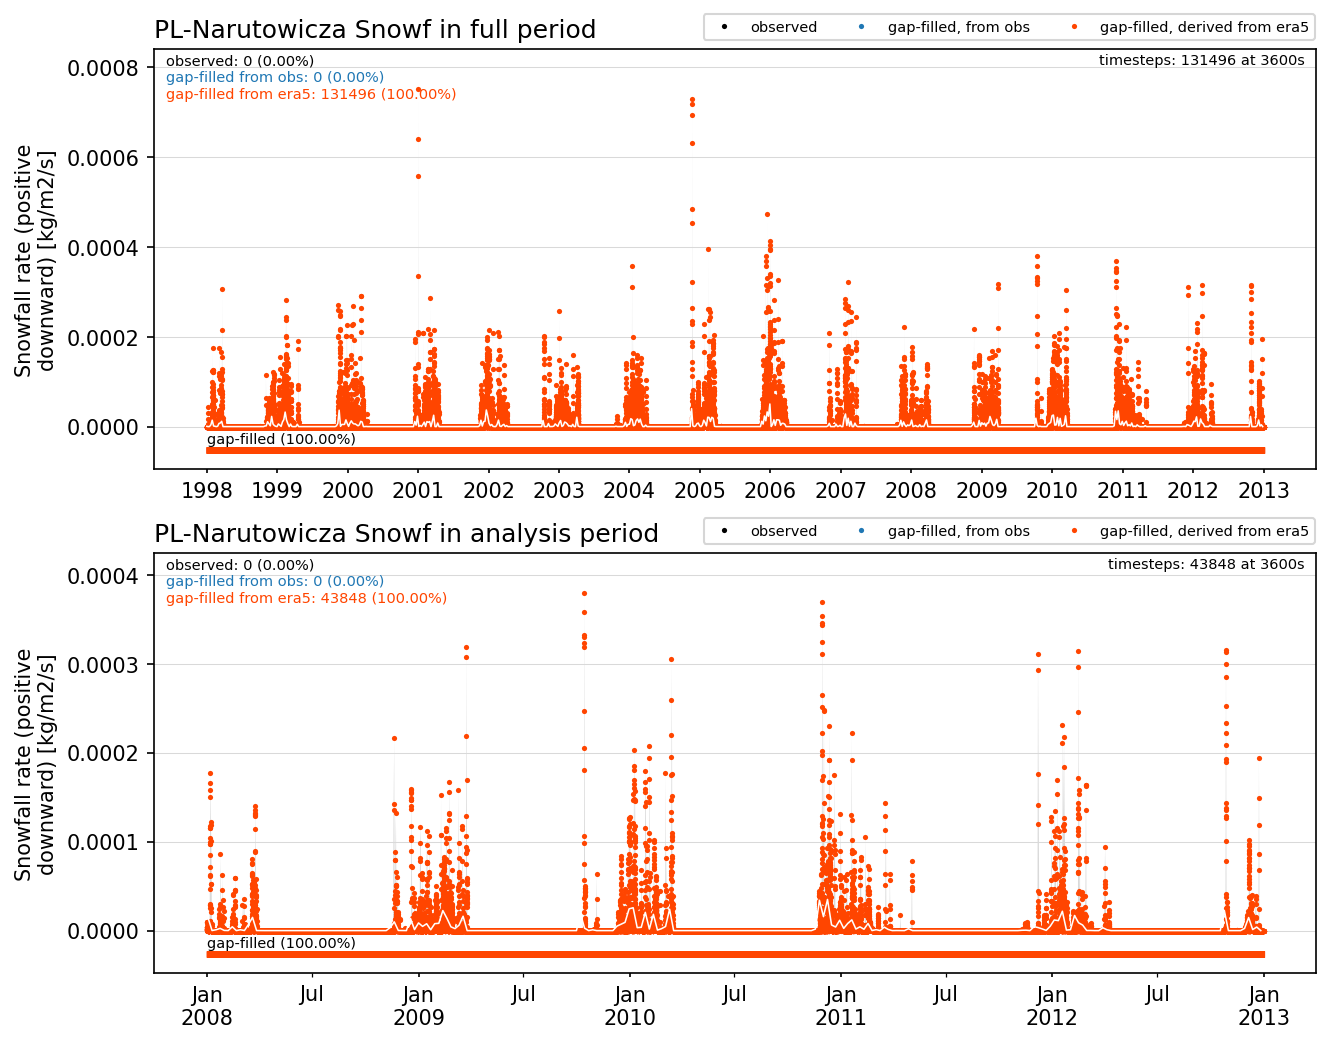 PL-Narutowicza Snowf in full period
observed
gap-filled, from obs
gap-filled, derived from era5
observed: 0 (0.00%)
gap-filled from obs: 0 (0.00%)
gap-filled from era5: 131496 (100.00%)
timesteps: 131496 at 3600s
Snowfall rate (positive
downward) [kg/m2/s]
0.0008
0.0006
0.0004
0.0002
0.0000
gap-filled (100.00%)
1998 1999 2000 2001 2002 2003 2004 2005 2006 2007 2008 2009 2010 2011 2012 2013
PL-Narutowicza Snowf in analysis period
observed
gap-filled, from obs
gap-filled, derived from era5
observed: 0 (0.00%)
gap-filled from obs: 0 (0.00%)
gap-filled from era5: 43848 (100.00%)
timesteps: 43848 at 3600s
Snowfall rate (positive
downward) [kg/m2/s]
0.0004
0.0003
0.0002
0.0001
0.0000
gap-filled (100.00%)
Jan Jul Jan Jul Jan Jul Jan Jul Jan Jul Jan
2008 2009 2010 2011 2012 2013